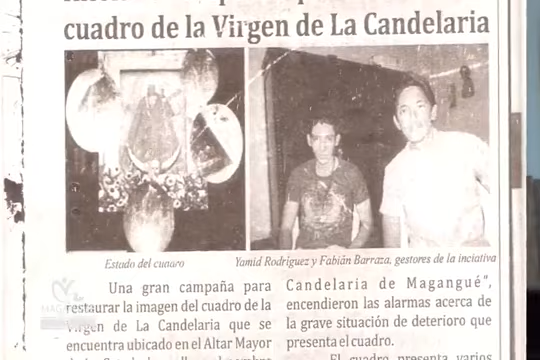 cuadro de la Virgen de La Candelaria
Estado del cuadro
Yamid Rodríguez y Fabián Barraza, gestores de la inciativa
Una gran campaña para
restaurar la imagen del cuadro de la
Virgen de La Candelaria que se
encuentra ubicado en el Altar Mayor
Candelaria de Magangué",
encendieron las alarmas acerca de
la grave situación de deterioro que
presenta el cuadro.
El cuadro presenta varios